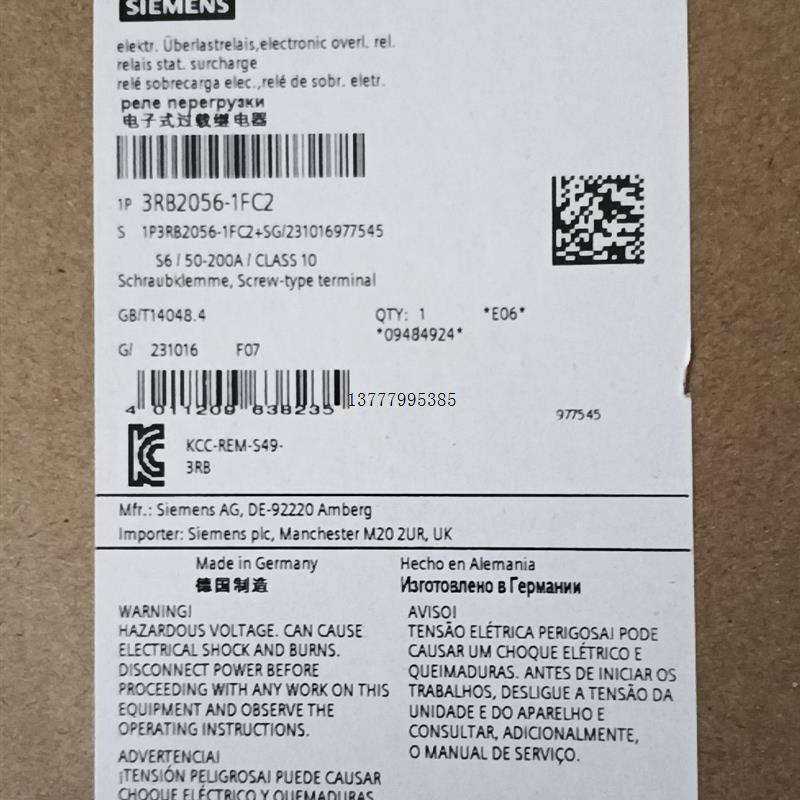 SIEMENS
elektr. Überlastrelais,electronic overl. rel.
relais stat. surcharge
relé sobrecarga elec.,relé de sobr. eletr.
реле перегрузки
电子式过载继电器
1P 3RB2056-1FC2
S 1P3RB2056-1FC2+SG/231016977545
S6 / 50-200A / CLASS 10
Schraubklemme, Screw-type terminal
GB/T14048.4 QTY: 1 *E06*
*09484924*
G/ 231016 F07
4 011209 638235
13777995385
977545
KCC-REM-S49-
3RB
Mfr.: Siemens AG, DE-92220 Amberg
Importer: Siemens plc, Manchester M20 2UR, UK
Made in Germany Hecho en Alemania
德国制造 Изготовлено в Германии
WARNING!
HAZARDOUS VOLTAGE. CAN CAUSE
ELECTRICAL SHOCK AND BURNS.
DISCONNECT POWER BEFORE
PROCEEDING WITH ANY WORK ON THIS
EQUIPMENT AND OBSERVE THE
OPERATING INSTRUCTIONS.
ADVERTENCIA!
¡TENSIÓN PELIGROSA! PUEDE CAUSAR
CHOQUE ELÉCTRICO Y QUEMADURAS.
AVISO!
TENSÃO ELÉTRICA PERIGOSA! PODE
CAUSAR UM CHOQUE ELÉTRICO E
QUEIMADURAS. ANTES DE INICIAR OS
TRABALHOS, DESLIGUE A TENSÃO DA
UNIDADE E DO APARELHO E
CONSULTAR, ADICIONALMENTE,
O MANUAL DE SERVIÇO.